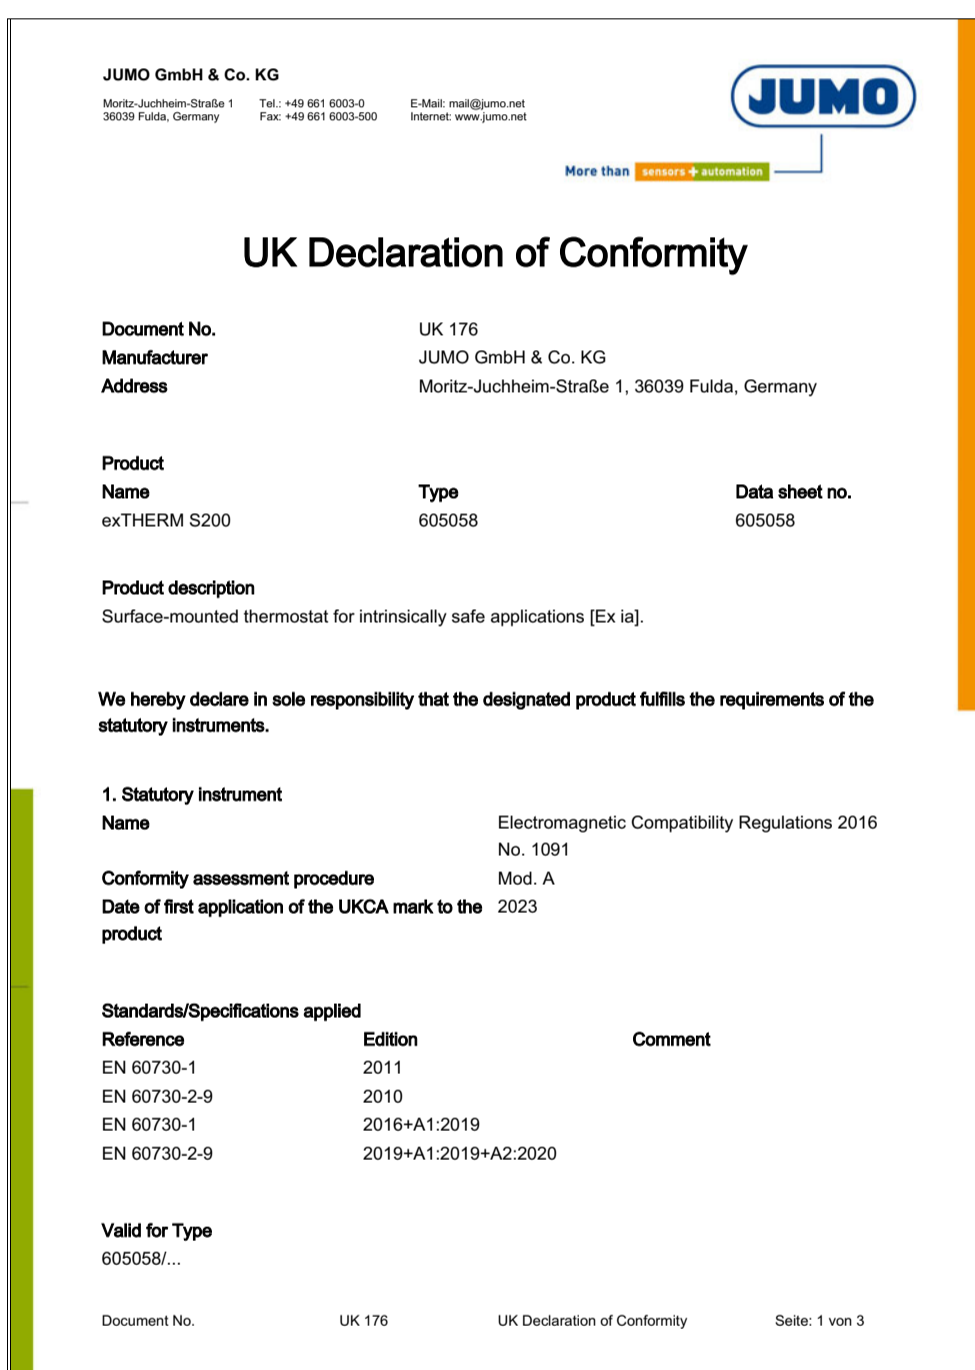 JUMO GmbH & Co. KG
Moritz-Juchheim-Straße 1 Tel.: +49 661 6003-0 E-Mail: mail@jumo.net
36039 Fulda, Germany Fax: +49 661 6003-500 Internet: www.jumo.net
JUMO
More than sensors + automation
UK Declaration of Conformity
Document No. UK 176
Manufacturer JUMO GmbH & Co. KG
Address Moritz-Juchheim-Straße 1, 36039 Fulda, Germany
Product
Name Type Data sheet no.
exTHERM S200 605058 605058
Product description
Surface-mounted thermostat for intrinsically safe applications [Ex ia].
We hereby declare in sole responsibility that the designated product fulfills the requirements of the
statutory instruments.
1. Statutory instrument
Name Electromagnetic Compatibility Regulations 2016
No. 1091
Conformity assessment procedure Mod. A
Date of first application of the UKCA mark to the 2023
product
Standards/Specifications applied
Reference Edition Comment
EN 60730-1 2011
EN 60730-2-9 2010
EN 60730-1 2016+A1:2019
EN 60730-2-9 2019+A1:2019+A2:2020
Valid for Type
605058/...
Document No. UK 176 UK Declaration of Conformity Seite: 1 von 3